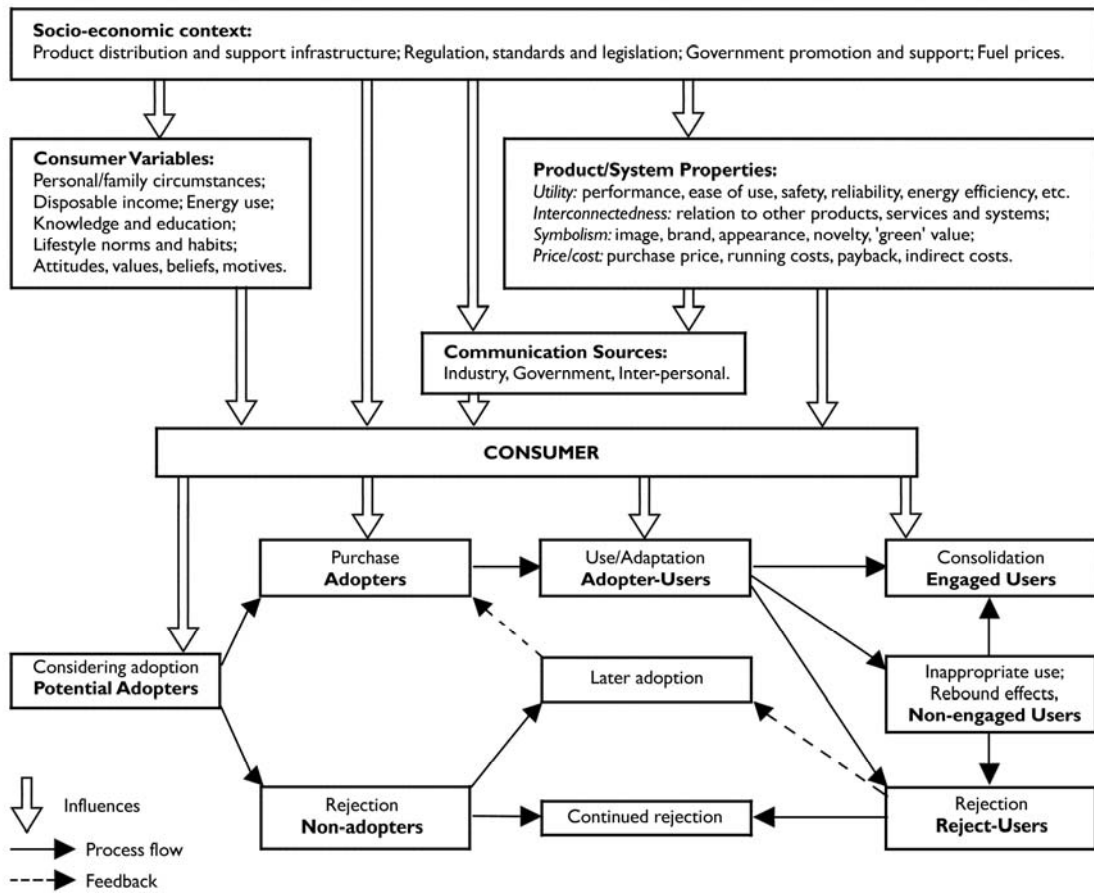 Socio-economic context:
Product distribution and support infrastructure; Regulation, standards and legislation; Government promotion and support; Fuel prices.
Consumer Variables:
Personal/family circumstances;
Disposable income; Energy use;
Knowledge and education;
Lifestyle norms and habits;
Attitudes, values, beliefs, motives.
Product/System Properties:
Utility: performance, ease of use, safety, reliability, energy efficiency, etc.
Interconnectedness: relation to other products, services and systems;
Symbolism: image, brand, appearance, novelty, 'green' value;
Price/cost: purchase price, running costs, payback, indirect costs.
Communication Sources:
Industry, Government, Inter-personal.
CONSUMER
Purchase
Adopters
Use/Adaptation
Adopter-Users
Consolidation
Engaged Users
Considering adoption
Potential Adopters
Later adoption
Inappropriate use;
Rebound effects,
Non-engaged Users
Rejection
Non-adopters
Continued rejection
Rejection
Reject-Users
Influences
Process flow
Feedback